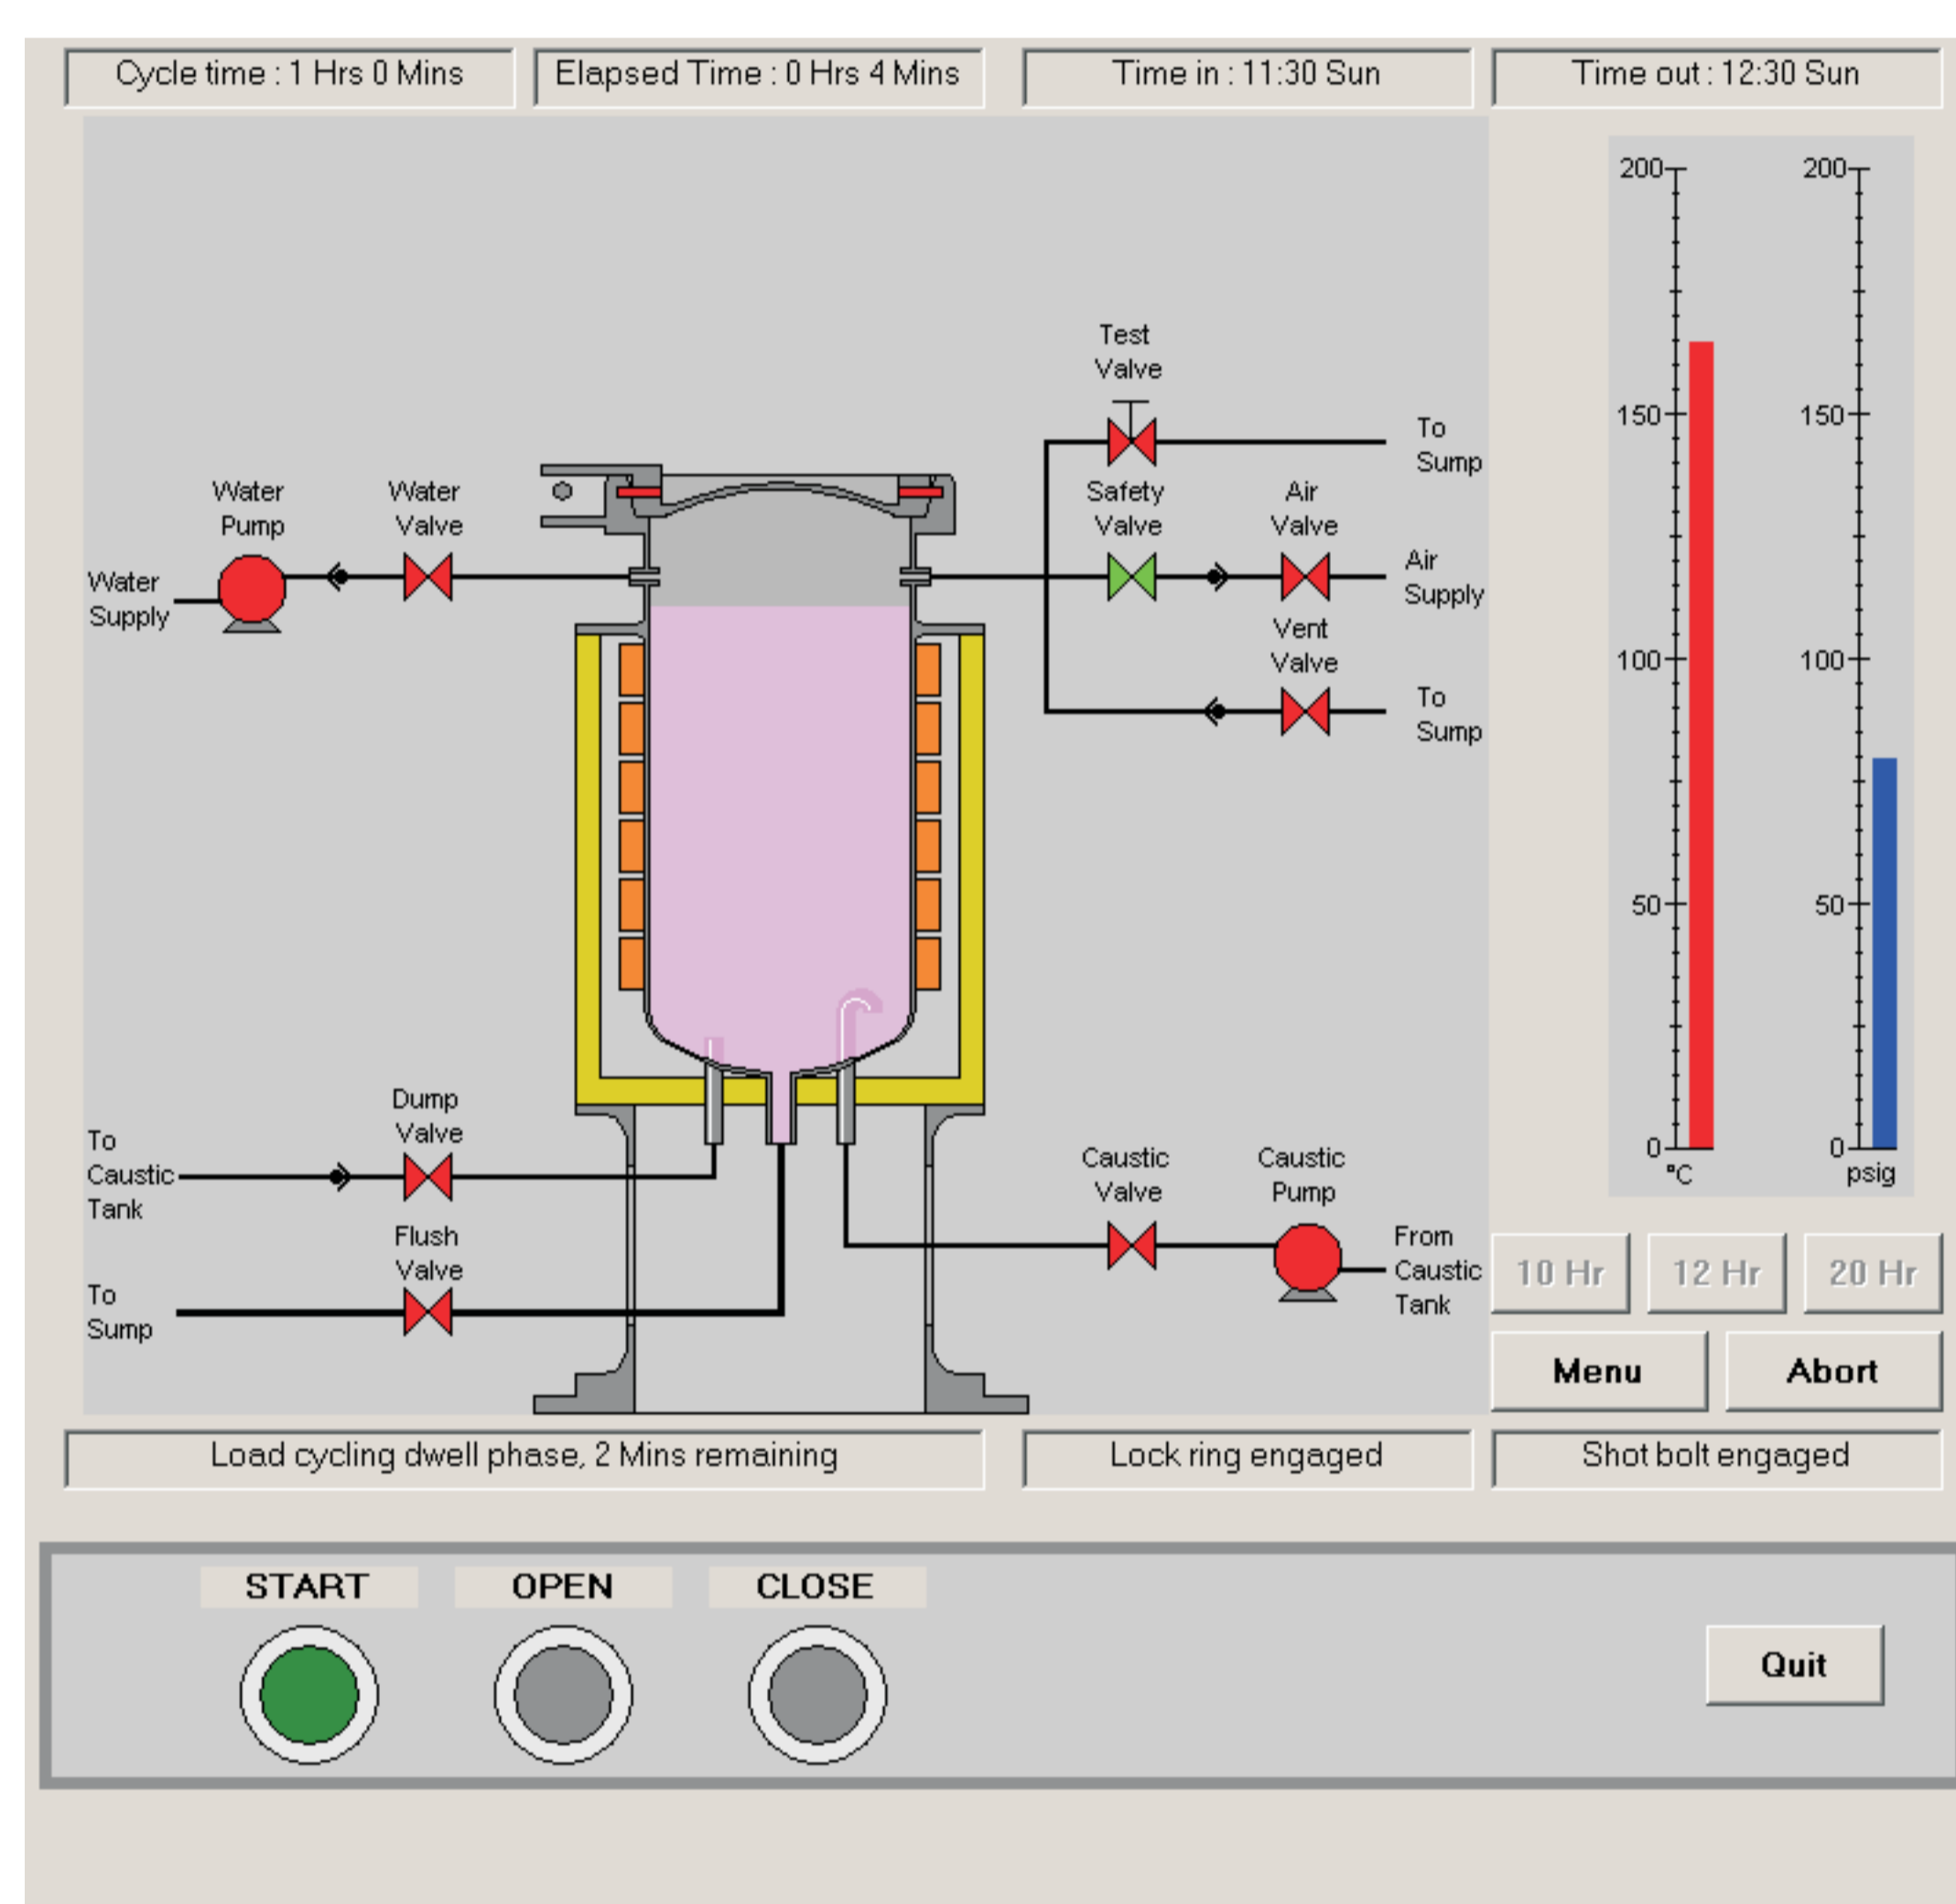 Cycle time : 1 Hrs 0 Mins
Elapsed Time : 0 Hrs 4 Mins
Time in : 11:30 Sun
Time out : 12:30 Sun
Test
Valve
To
Sump
Water
Pump
Water
Valve
Safety
Valve
Air
Valve
Water
Supply
Air
Supply
Vent
Valve
To
Sump
Dump
Valve
To
Caustic
Tank
Flush
Valve
To
Sump
Caustic
Valve
Caustic
Pump
From
Caustic
Tank
200
150
100
50
0
°C
200
150
100
50
0
psig
10 Hr
12 Hr
20 Hr
Menu
Abort
Load cycling dwell phase, 2 Mins remaining
Lock ring engaged
Shot bolt engaged
START
OPEN
CLOSE
Quit